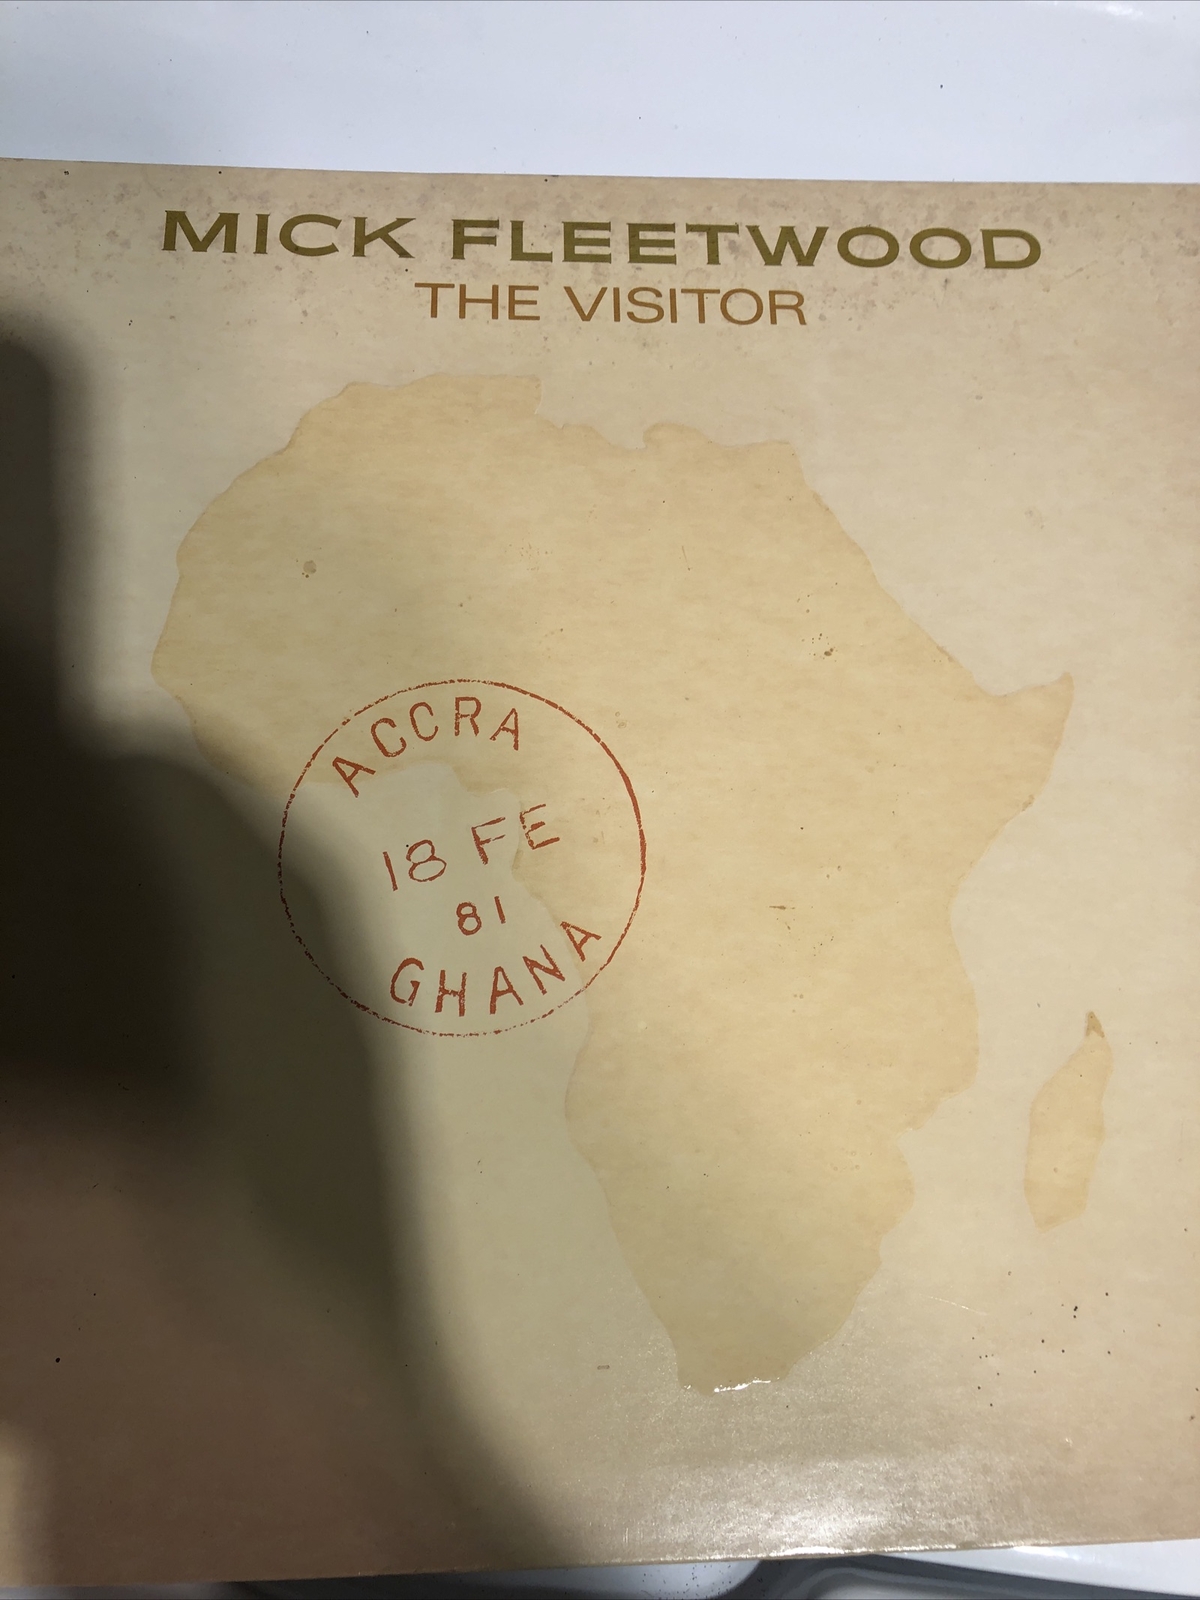 MICK FLEETWOOD
THE VISITOR
ACCRA
18 FE
81
GHANA